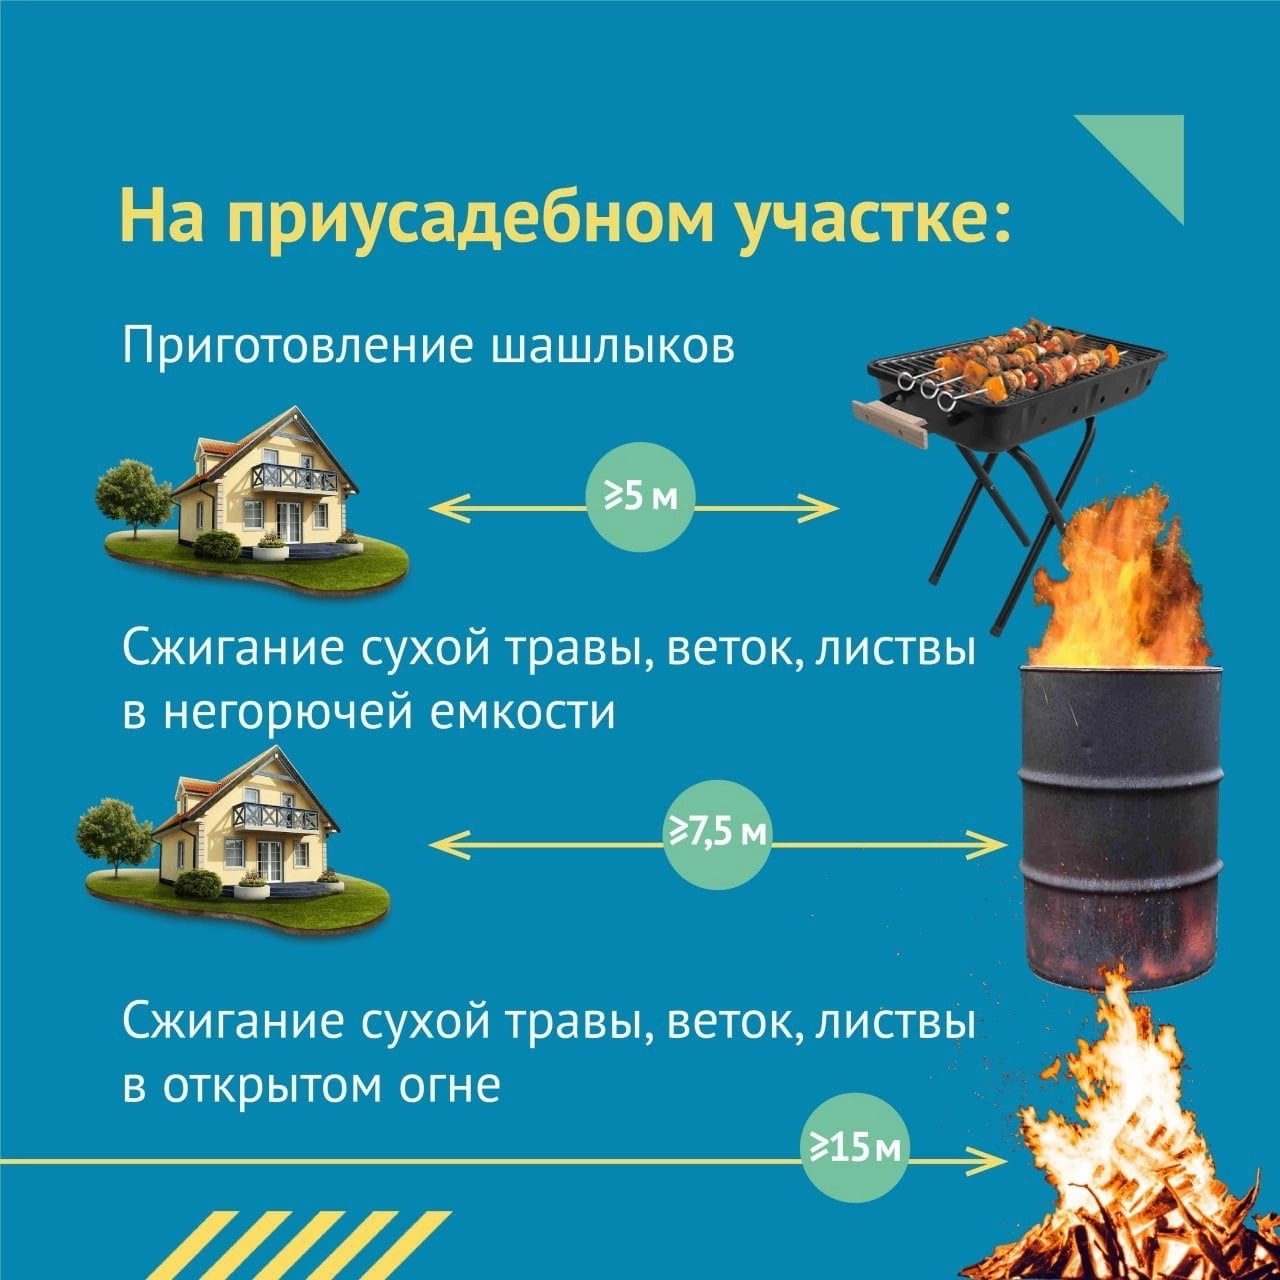 На приусадебном участке:
Приготовление шашлыков
⩾5 м
Сжигание сухой травы, веток, листвы
в негорючей емкости
⩾7,5 м
Сжигание сухой травы, веток, листвы
в открытом огне
⩾15 м